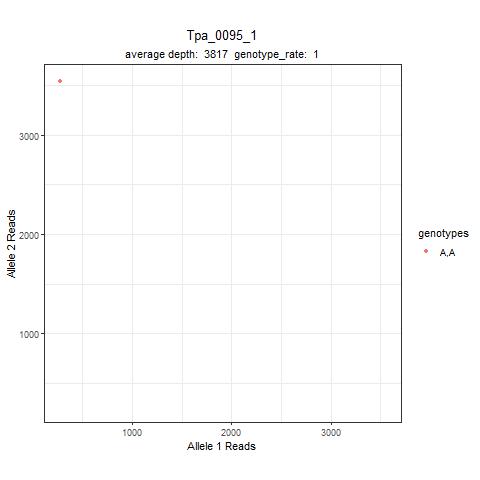 Tpa_0095_1
average depth:  3817  genotype_rate:  1
3000
2000
1000
Allele 2 Reads
1000 2000 3000
Allele 1 Reads
genotypes
A,A